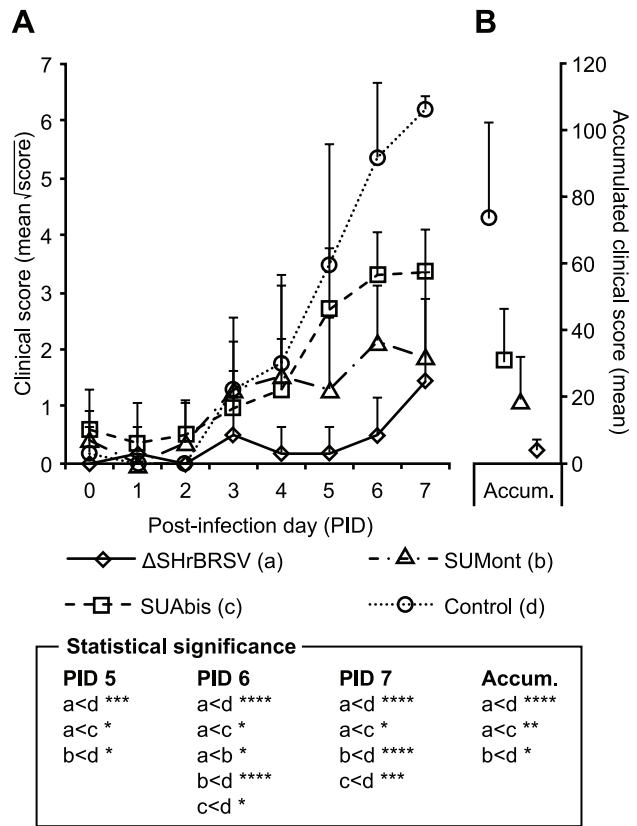 A
B
Clinical score (mean √score)
7
6
5
4
3
2
1
0
0 1 2 3 4 5 6 7
Post-infection day (PID)
120
100
80
60
40
20
0
Accumulated clinical score (mean)
Accum.
ΔSHrBRSV (a)
SUMont (b)
SUAbis (c)
Control (d)
Statistical significance
PID 5 PID 6 PID 7 Accum.
a<d *** a<d **** a<d **** a<d ****
a<c * a<c * a<c * a<c **
b<d * a<b * b<d **** b<d *
b<d **** c<d ***
c<d *